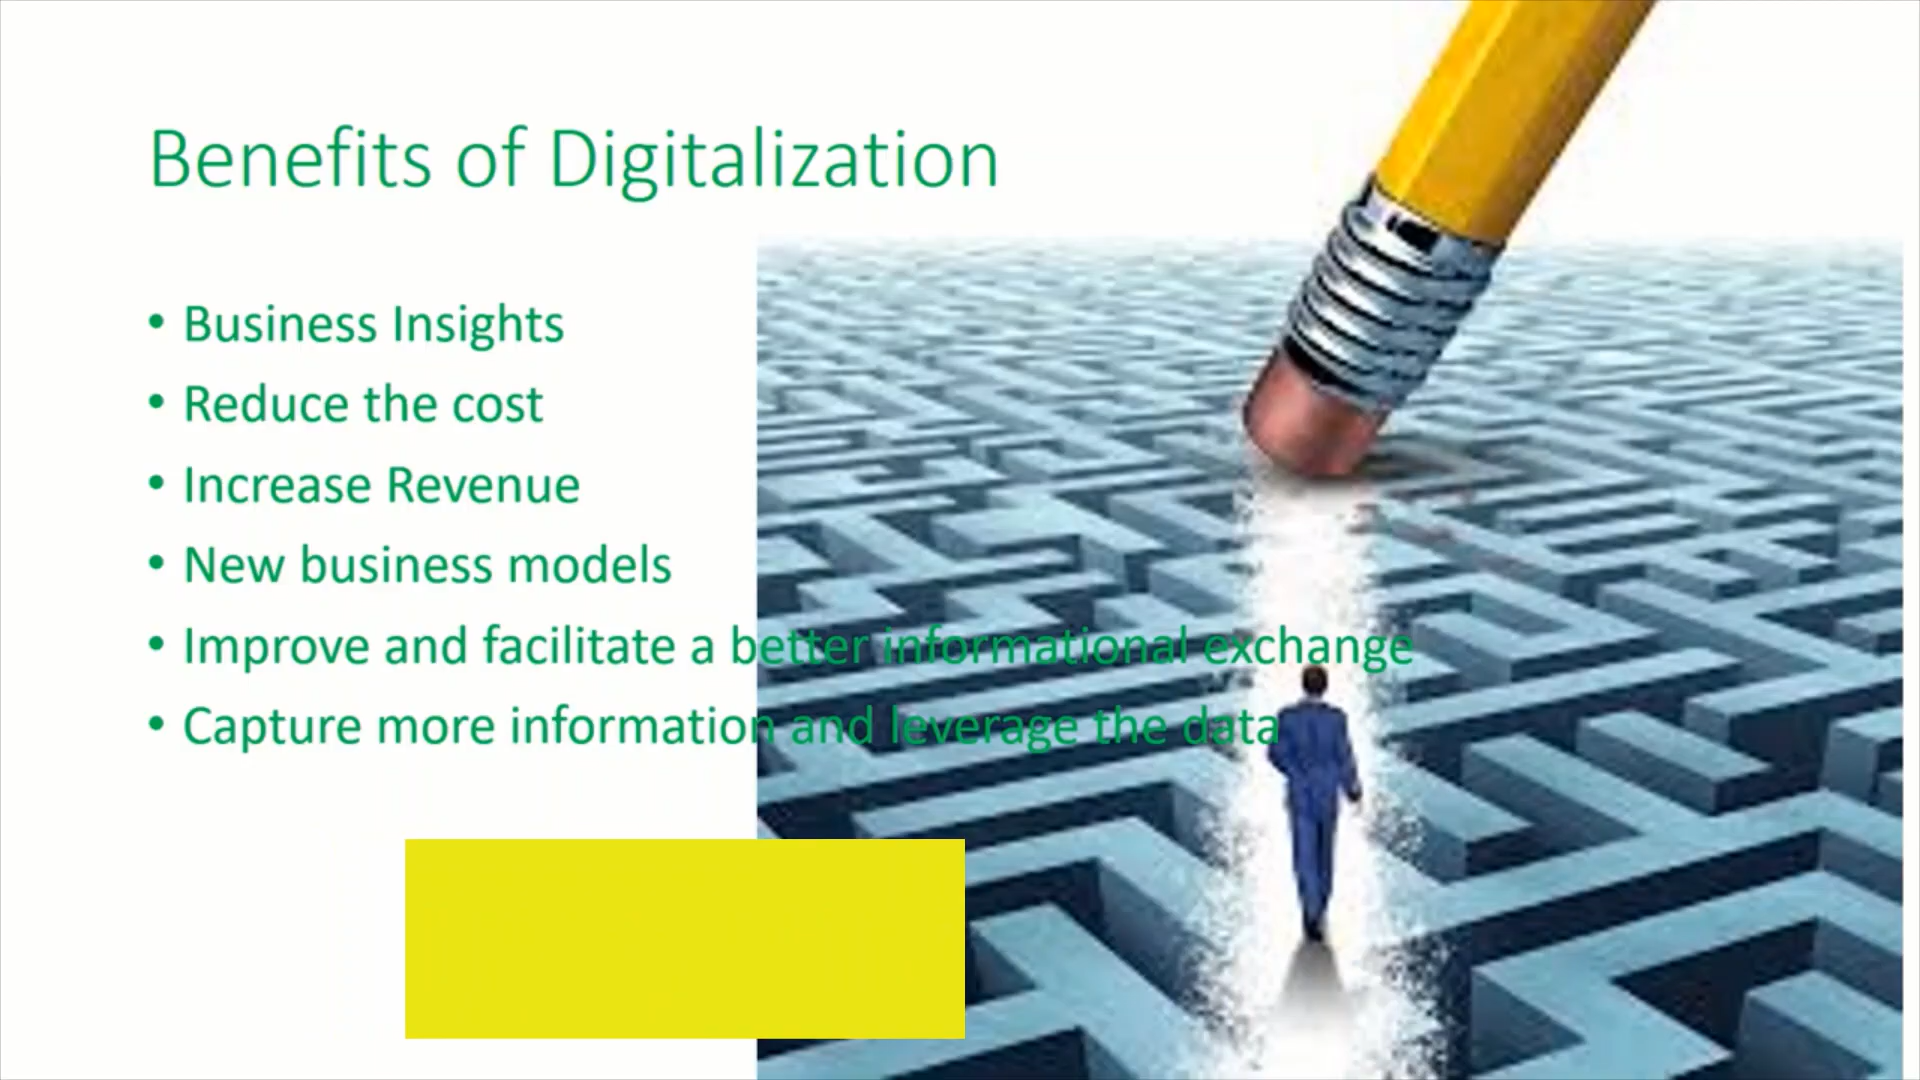 Benefits of Digitalization
• Business Insights
• Reduce the cost
• Increase Revenue
• New business models
• Improve and facilitate a better informational exchange
• Capture more information and leverage the data